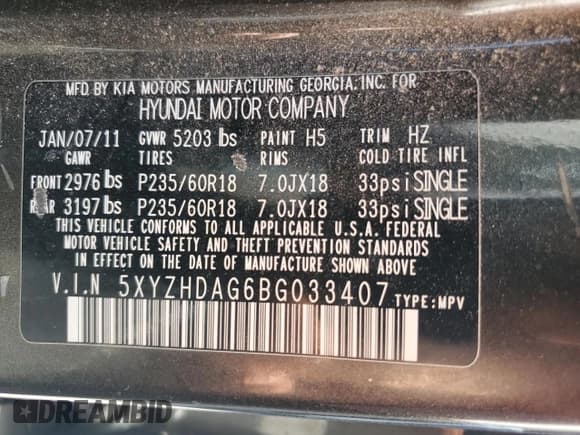 MFD. BY KIA MOTORS MANUFACTURING GEORGIA, INC. FOR
HYUNDAI MOTOR COMPANY
JAN/07/11 GVWR 5203 lbs PAINT H5 TRIM HZ
GAWR TIRES RIMS COLD TIRE INFL
FRONT 2976 lbs P235/60R18 7.0JX18 33psi SINGLE
REAR 3197 lbs P235/60R18 7.0JX18 33psi SINGLE
THIS VEHICLE CONFORMS TO ALL APPLICABLE U.S.A. FEDERAL
MOTOR VEHICLE SAFETY AND THEFT PREVENTION STANDARDS
IN EFFECT ON THE DATE OF MANUFACTURE SHOWN ABOVE.
V.I.N 5XYZHDAG6BG033407 TYPE:MPV
DREAMBID